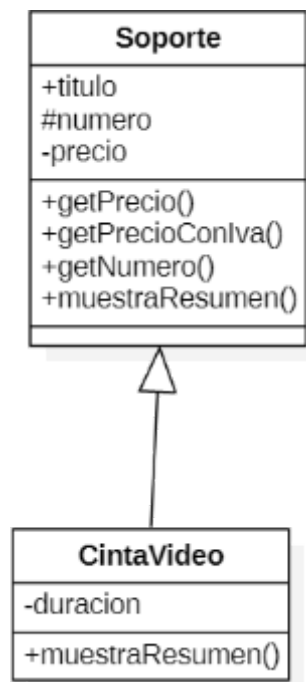 Soporte
+titulo
#numero
-precio
+getPrecio()
+getPrecioConIva()
+getNumero()
+muestraResumen()
CintaVideo
-duracion
+muestraResumen()